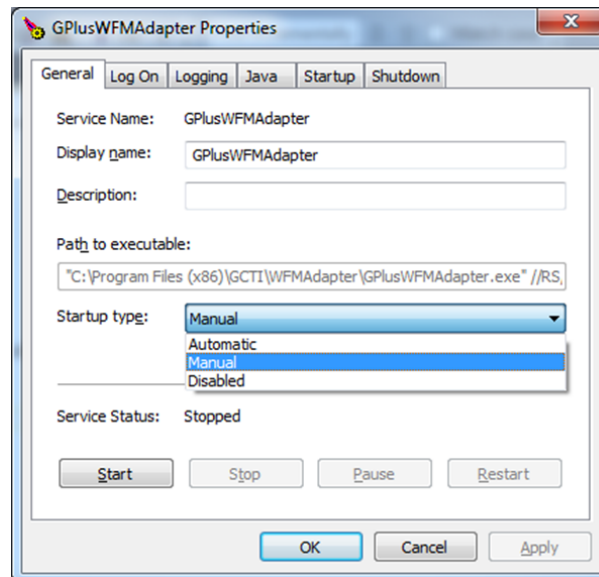 GPlusWFMAdapter Properties
General Log On Logging Java Startup Shutdown
Service Name: GPlusWFMAdapter
Display name: GPlusWFMAdapter
Description:
Path to executable:
"C:\Program Files (x86)\GCTI\WFMAdapter\GPlusWFMAdapter.exe" //RS,
Startup type: Manual
Automatic
Manual
Disabled
Service Status: Stopped
Start Stop Pause Restart
OK Cancel Apply